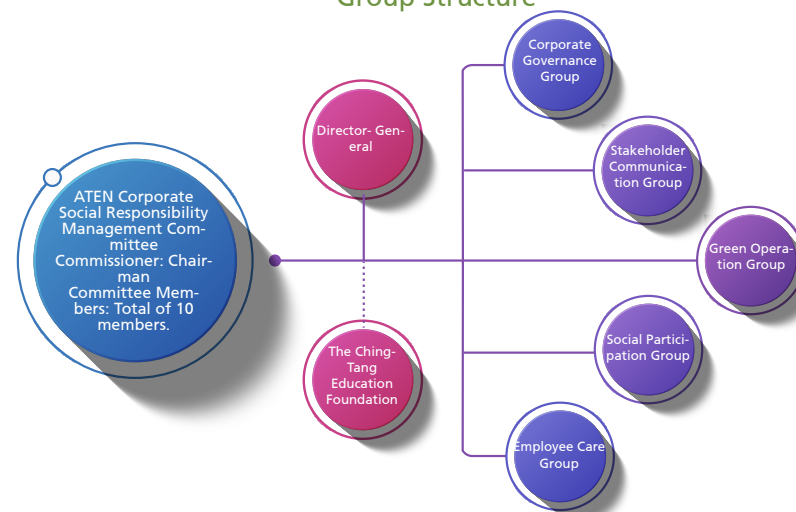 Group Structure
Corporate
Governance
Group
Director- Gen-
eral
Stakeholder
Communica-
tion Group
ATEN Corporate
Social Responsibility
Management Com-
mittee
Commissioner: Chair-
man
Committee Mem-
bers: Total of 10
members.
Green Opera-
tion Group
Social Partici-
pation Group
The Ching-
Tang
Education
Foundation
Employee Care
Group